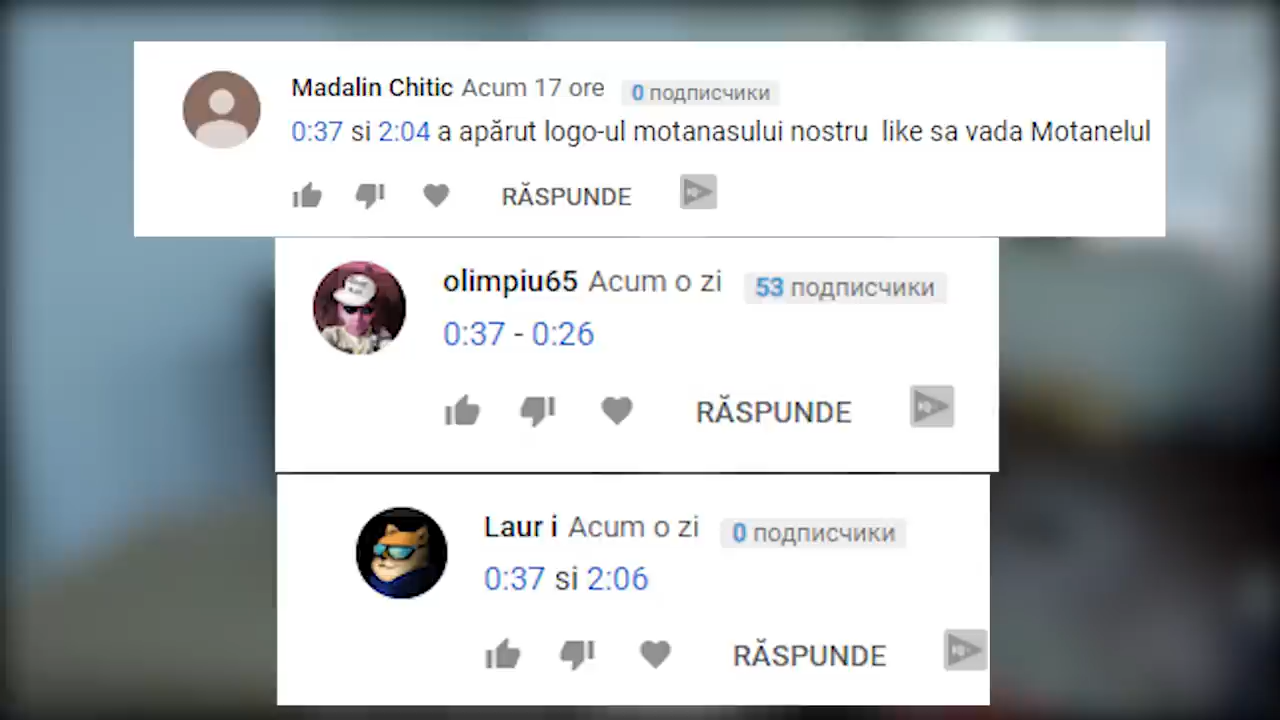 Madalin Chitic Acum 17 ore 0 подписчики
0:37 si 2:04 a apărut logo-ul motanasului nostru like sa vada Motanelul
RĂSPUNDE
olimpiu65 Acum o zi 53 подписчики
0:37 - 0:26
RĂSPUNDE
Laur i Acum o zi 0 подписчики
0:37 si 2:06
RĂSPUNDE